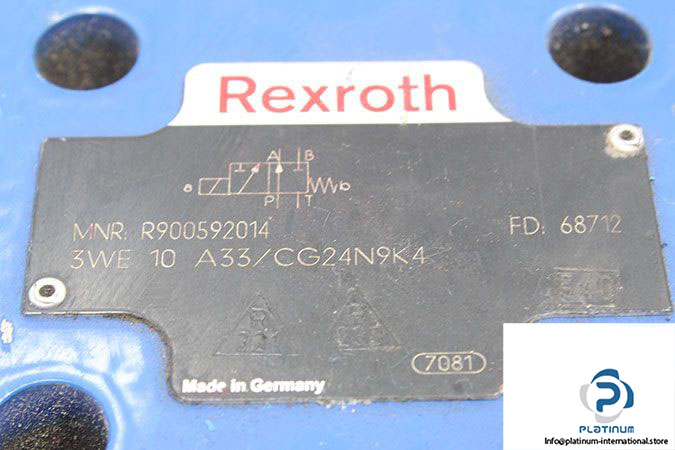 Rexroth
A B
a b
P T
MNR: R900592014 FD: 68712
3WE 10 A33/CG24N9K4
7081
Made in Germany
PLATINUM
Info@platinum-international.store